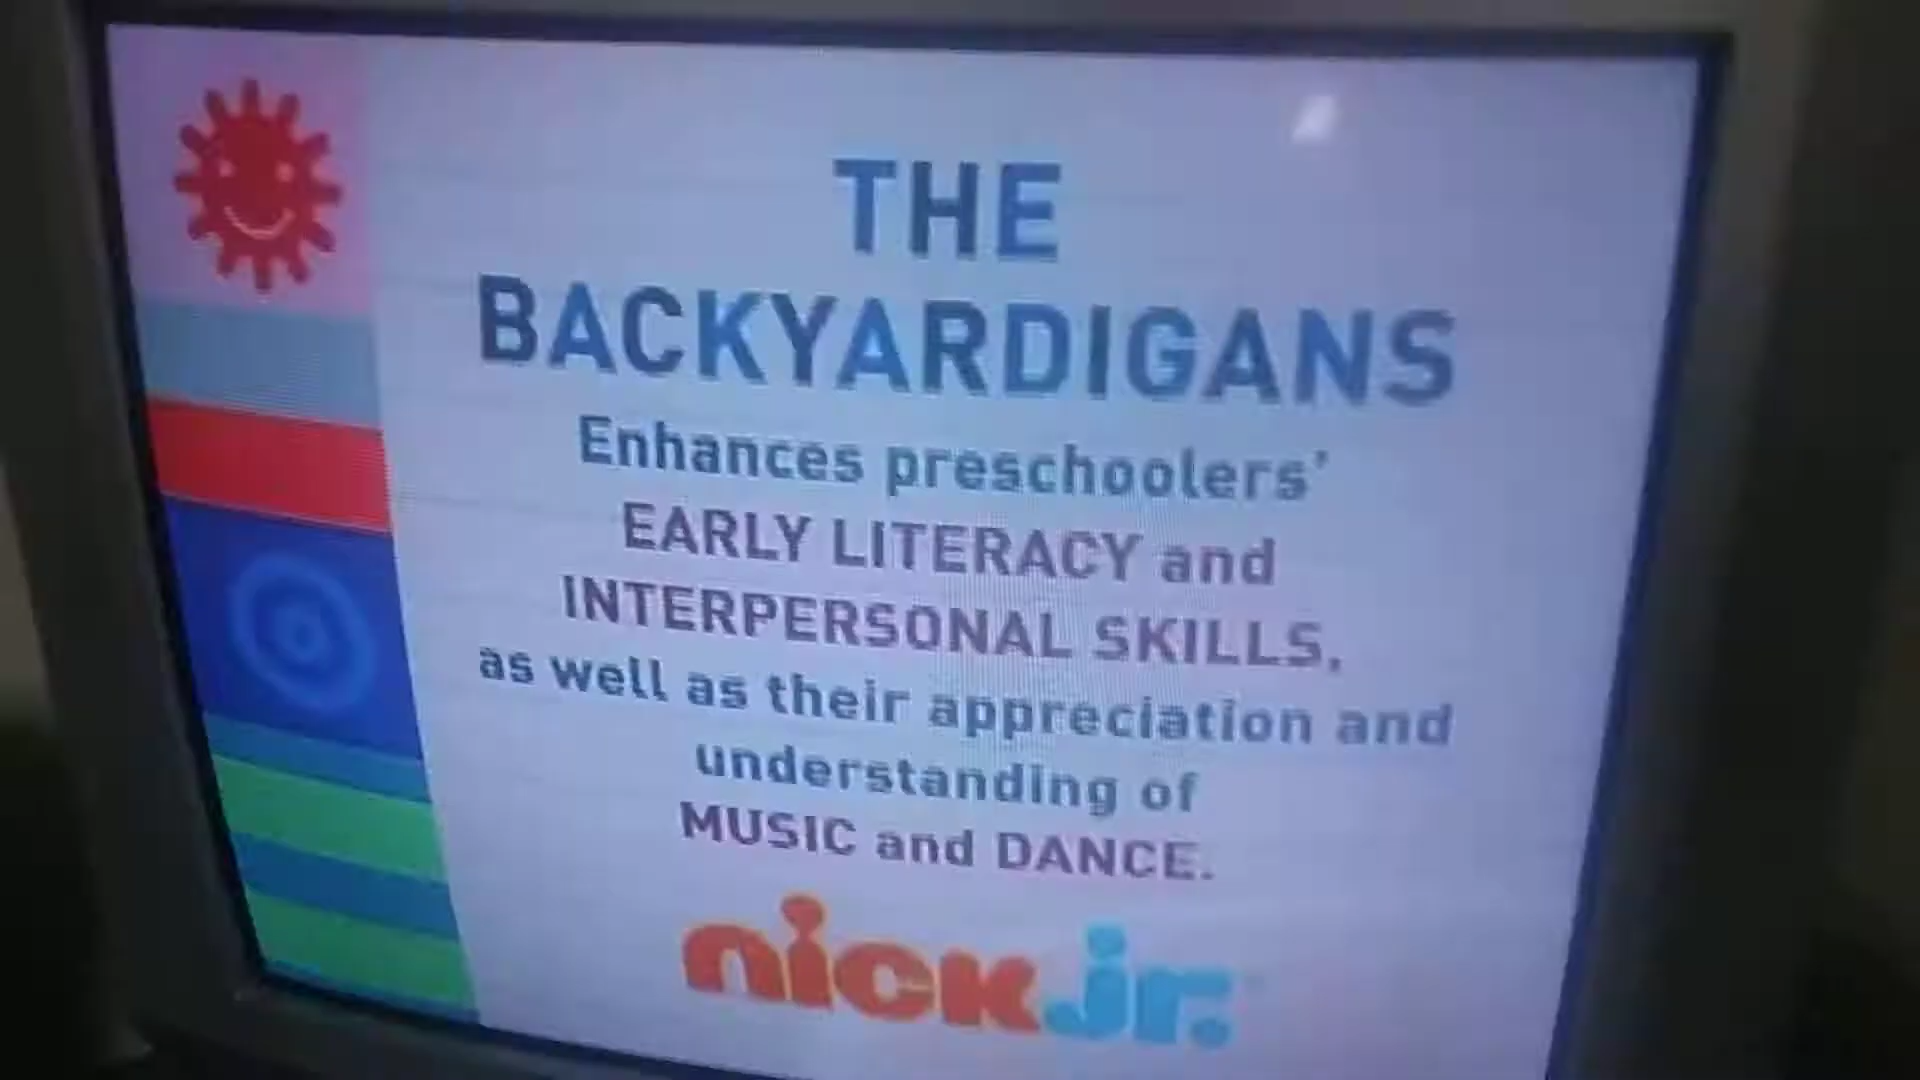 THE
BACKYARDIGANS
Enhances preschoolers'
EARLY LITERACY and
INTERPERSONAL SKILLS,
as well as their appreciation and
understanding of
MUSIC and DANCE.
nick jr.